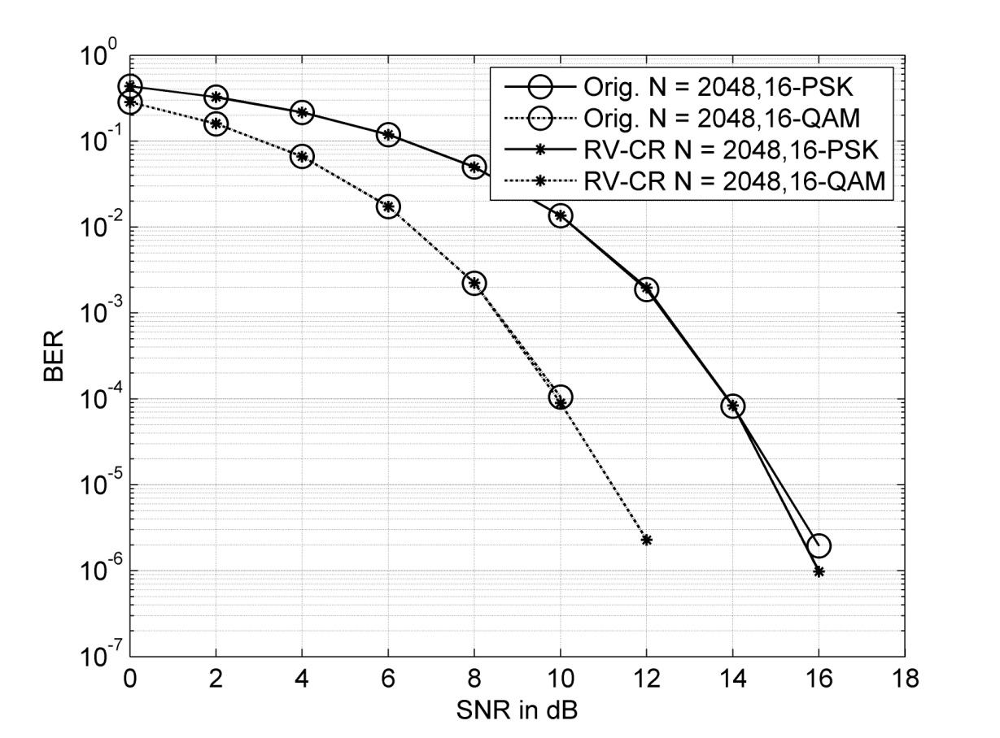 Orig. N = 2048,16-PSK
Orig. N = 2048,16-QAM
RV-CR N = 2048,16-PSK
RV-CR N = 2048,16-QAM
10^0
10^-1
10^-2
10^-3
10^-4
10^-5
10^-6
10^-7
BER
0 2 4 6 8 10 12 14 16 18
SNR in dB